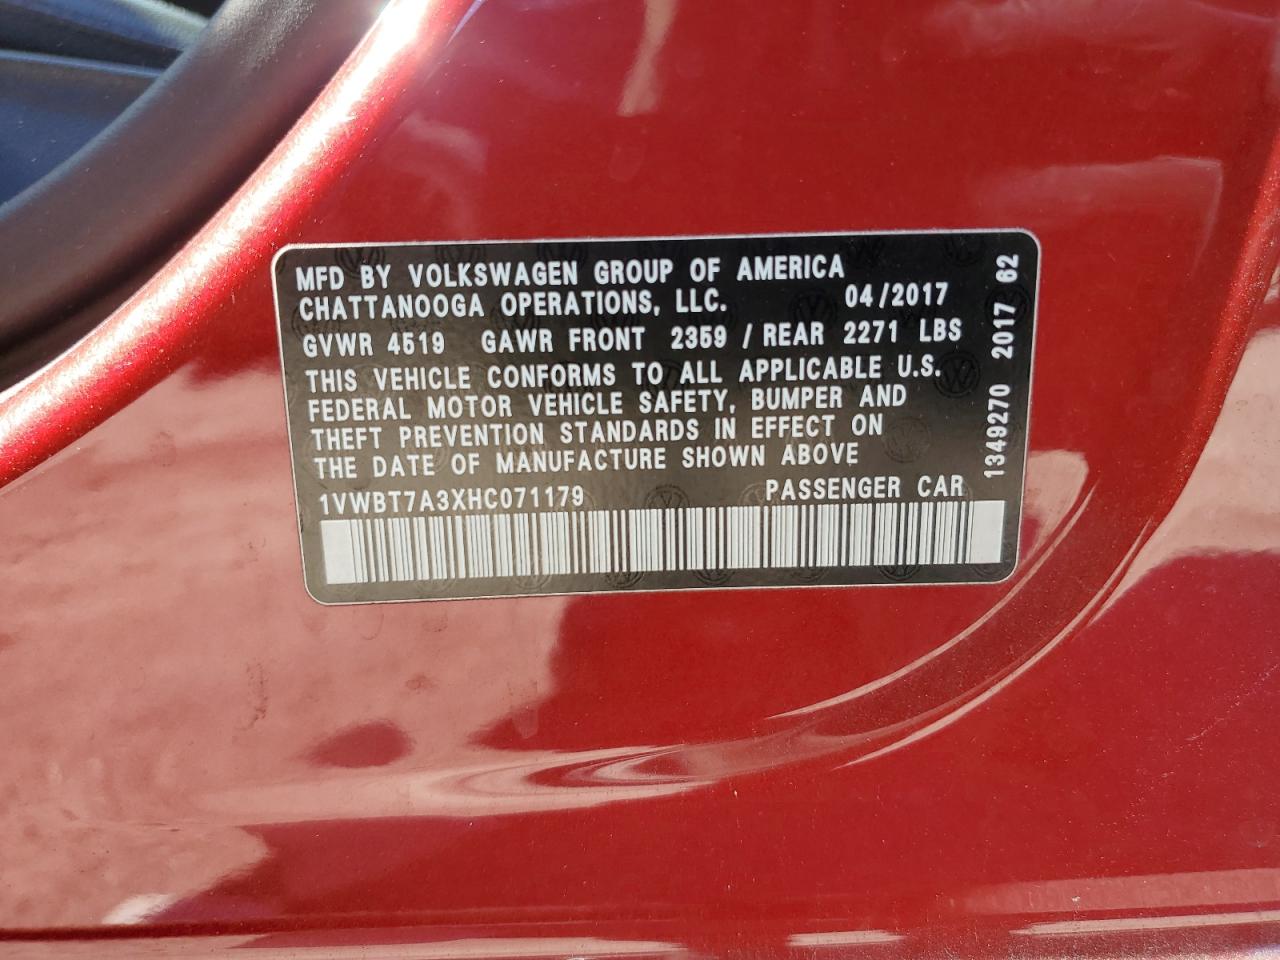 MFD BY VOLKSWAGEN GROUP OF AMERICA
CHATTANOOGA OPERATIONS, LLC. 04/2017
GVWR 4519 GAWR FRONT 2359 / REAR 2271 LBS
THIS VEHICLE CONFORMS TO ALL APPLICABLE U.S.
FEDERAL MOTOR VEHICLE SAFETY, BUMPER AND
THEFT PREVENTION STANDARDS IN EFFECT ON
THE DATE OF MANUFACTURE SHOWN ABOVE
1VWBT7A3XHC071179 PASSENGER CAR
1349270 2017 62